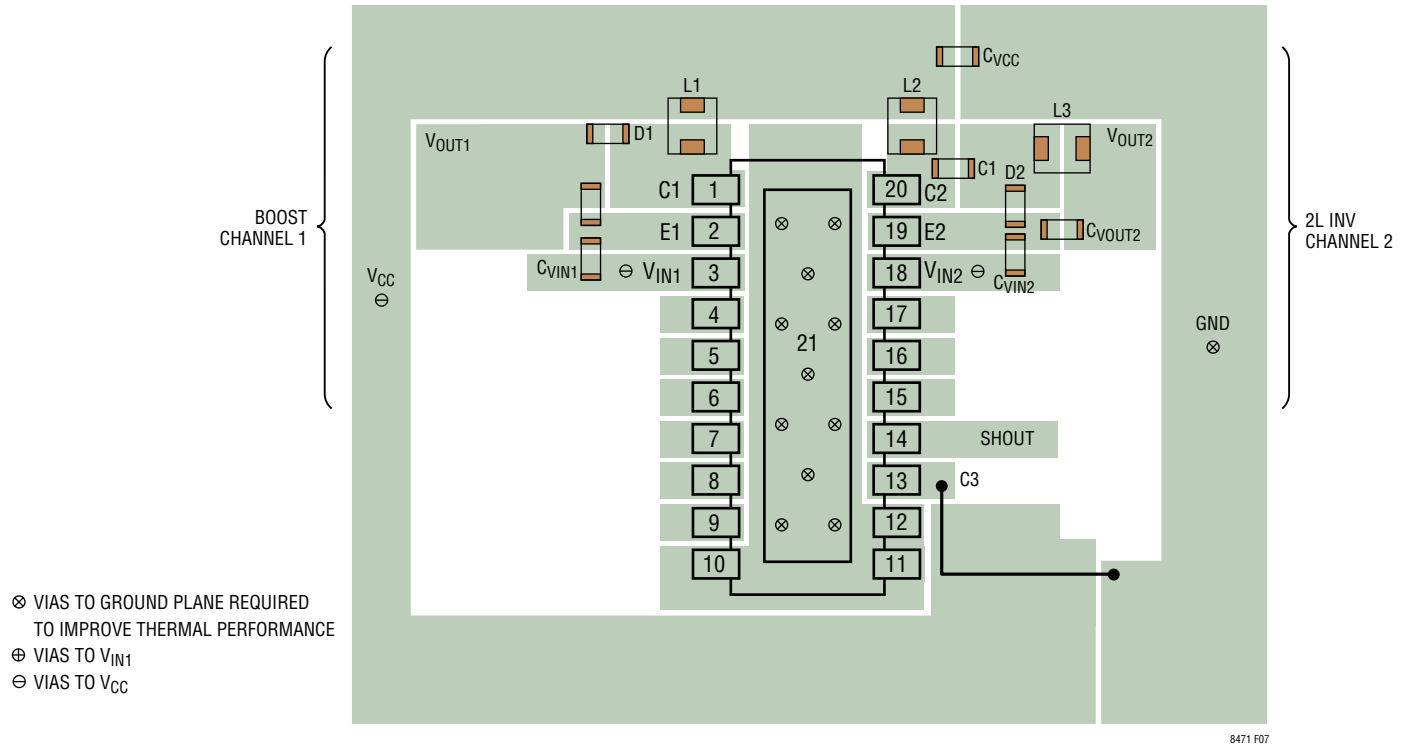 CVCC
L1
L2
L3
VOUT1
D1
VOUT2
C1
D2
C1 1
20 C2
BOOST
CHANNEL 1
E1 2
19 E2
CVOUT2
2L INV
CHANNEL 2
VCC
CVIN1
VIN1 3
18 VIN2
CVIN2
4
17
GND
5
21
16
6
15
7
14 SHOUT
8
13 C3
9
12
10
11
⊗ VIAS TO GROUND PLANE REQUIRED
TO IMPROVE THERMAL PERFORMANCE
⊕ VIAS TO VIN1
⊖ VIAS TO VCC
8471 F07